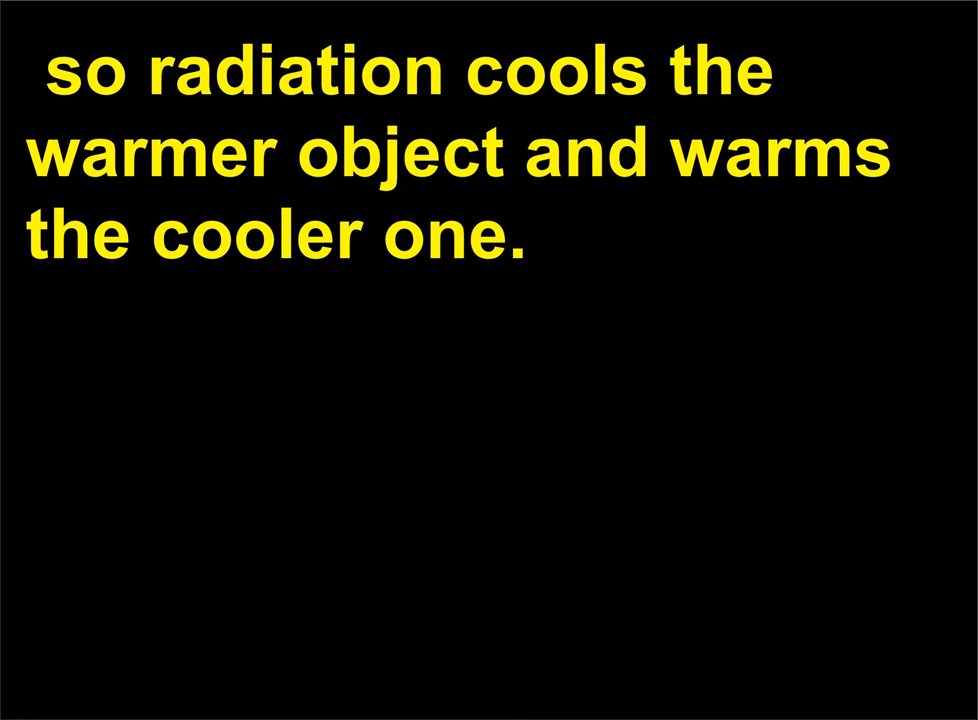 so radiation cools the
warmer object and warms
the cooler one.